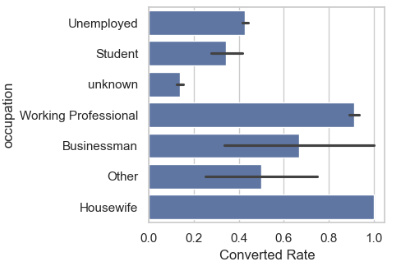 Unemployed
Student
unknown
Working Professional
Businessman
Other
Housewife
occupation
0.0 0.2 0.4 0.6 0.8 1.0
Converted Rate